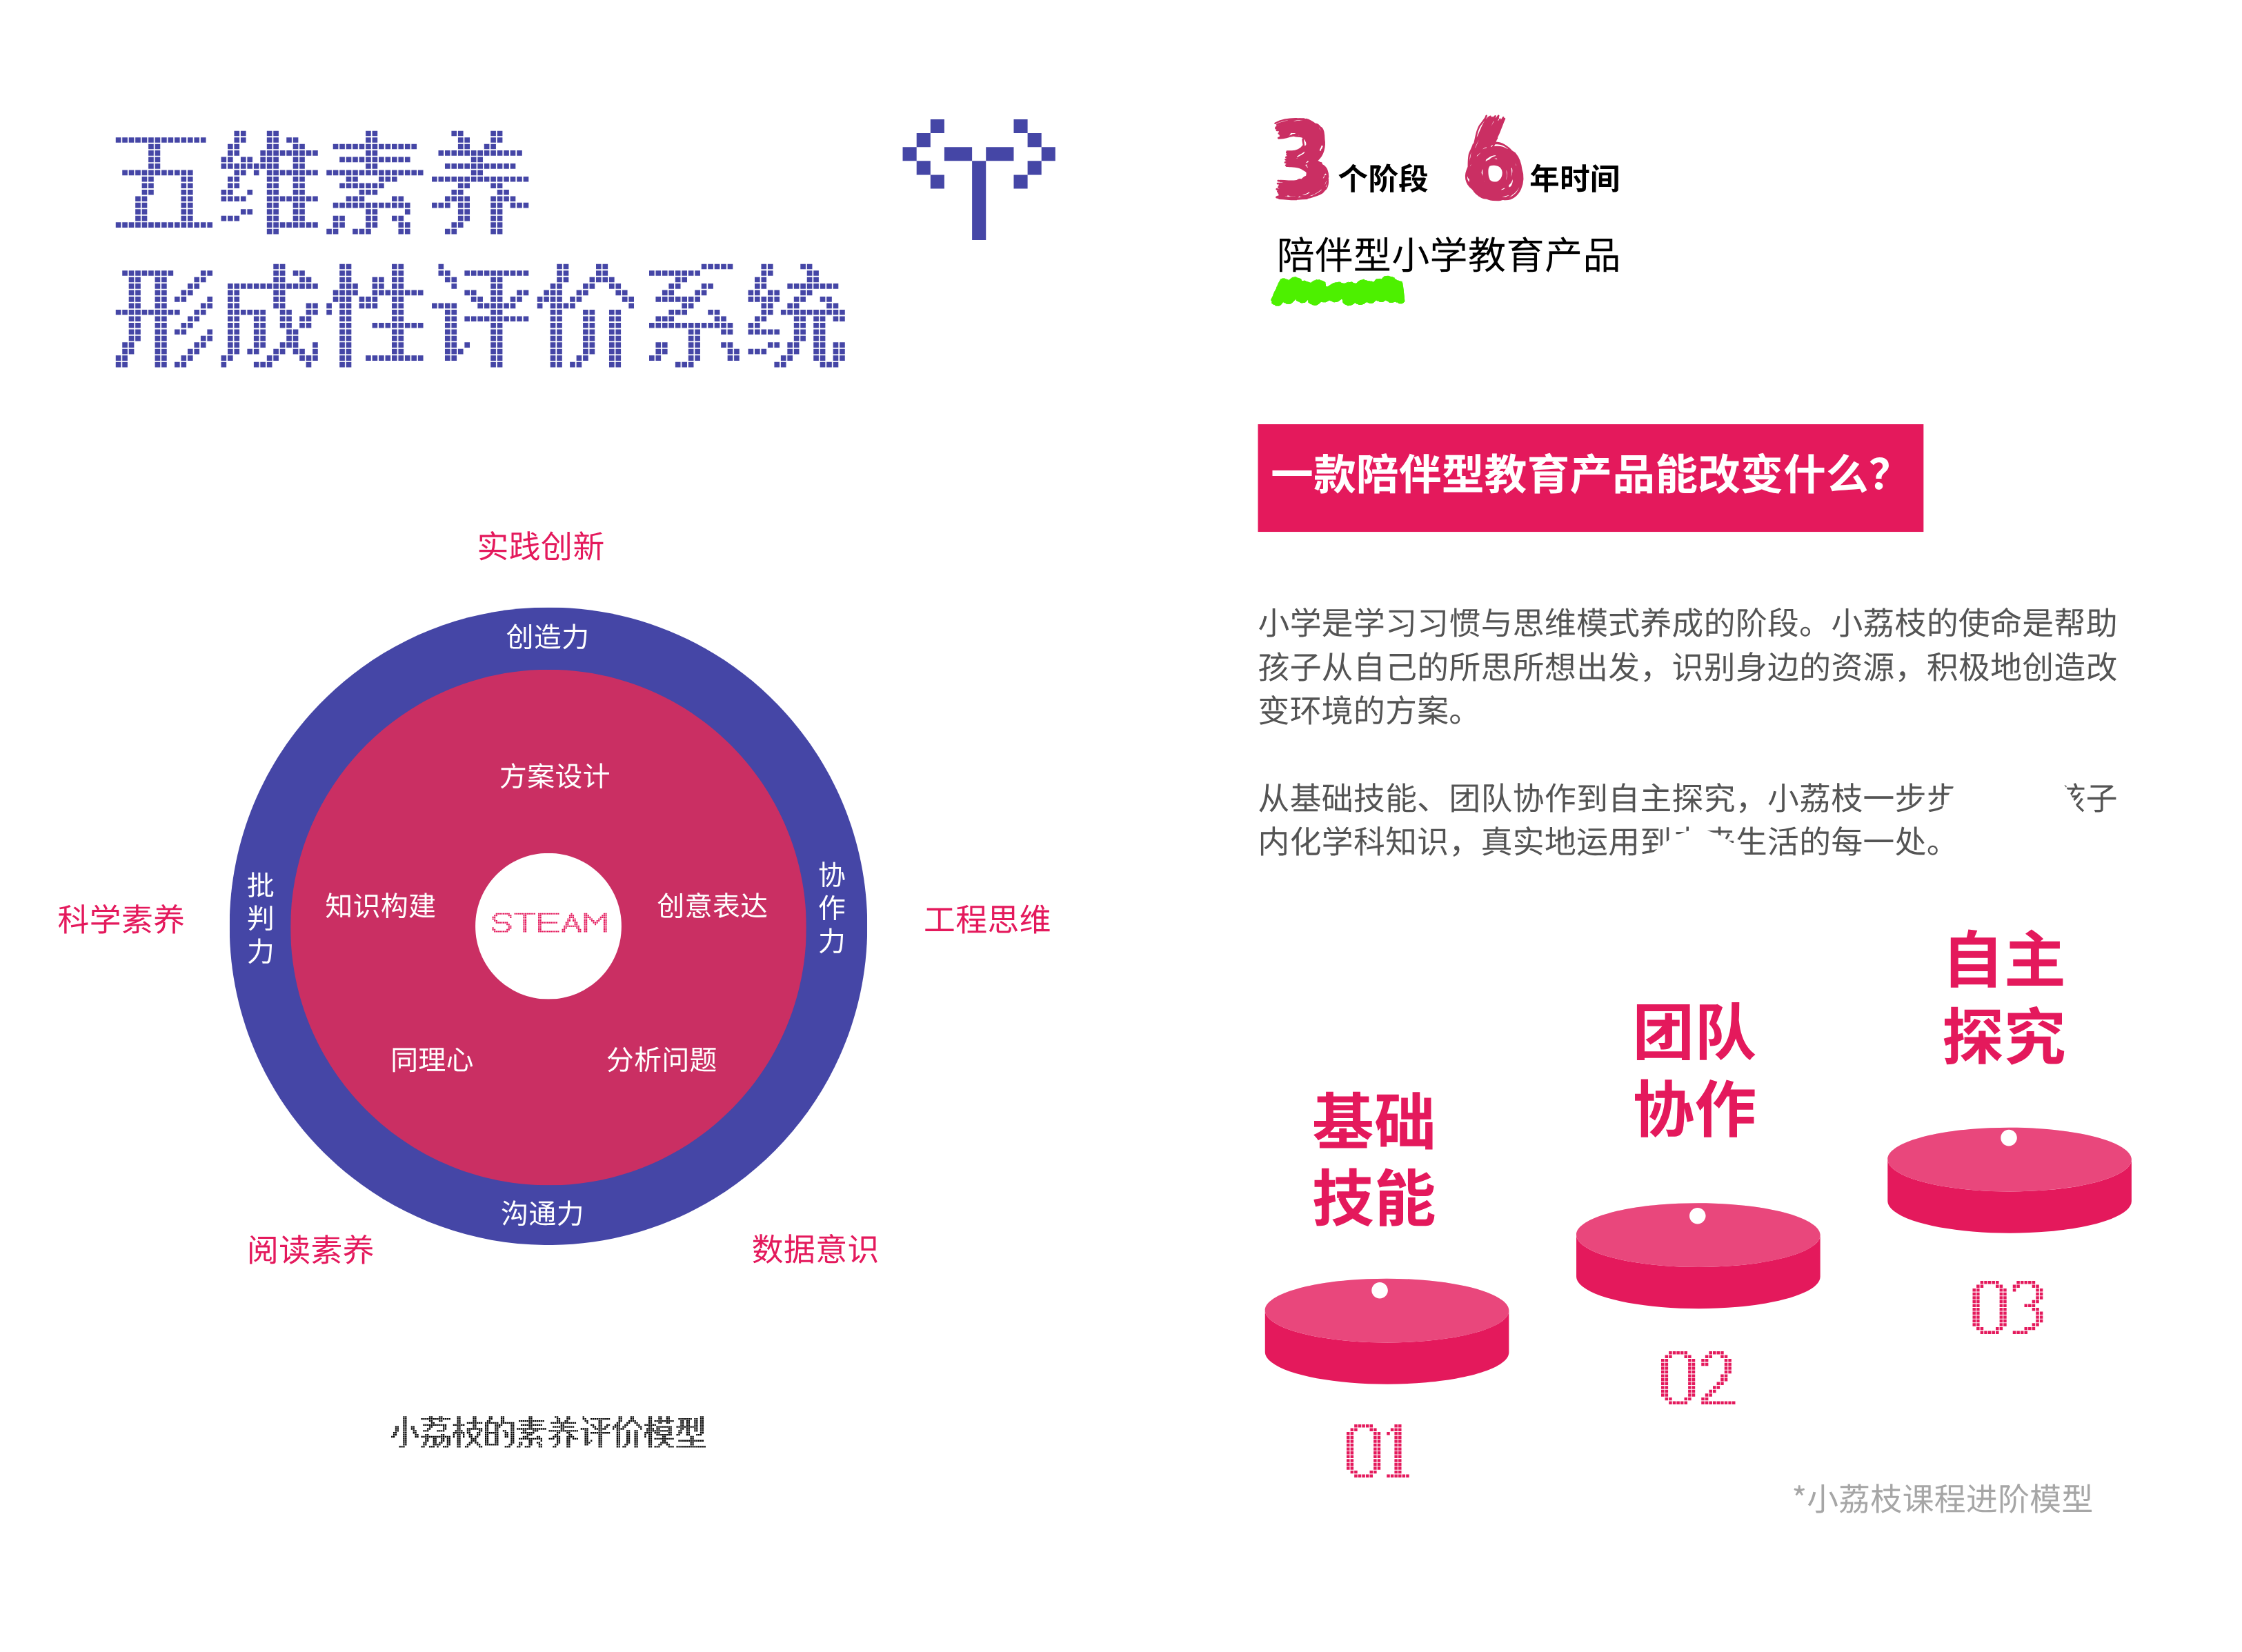 五维素养
形成性评价系统
实践创新
创造力
方案设计
批判力
知识构建
STEAM
创意表达
协作力
科学素养
工程思维
同理心
分析问题
沟通力
阅读素养
数据意识
小荔枝的素养评价模型
3个阶段 6年时间
陪伴型小学教育产品
一款陪伴型教育产品能改变什么?
小学是学习习惯与思维模式养成的阶段。小荔枝的使命是帮助
孩子从自己的所思所想出发，识别身边的资源，积极地创造改
变环境的方案。
从基础技能、团队协作到自主探究，小荔枝一步步 孩子
内化学科知识，真实地运用到 生活的每一处。
自主
探究
团队
协作
基础
技能
03
02
01
*小荔枝课程进阶模型